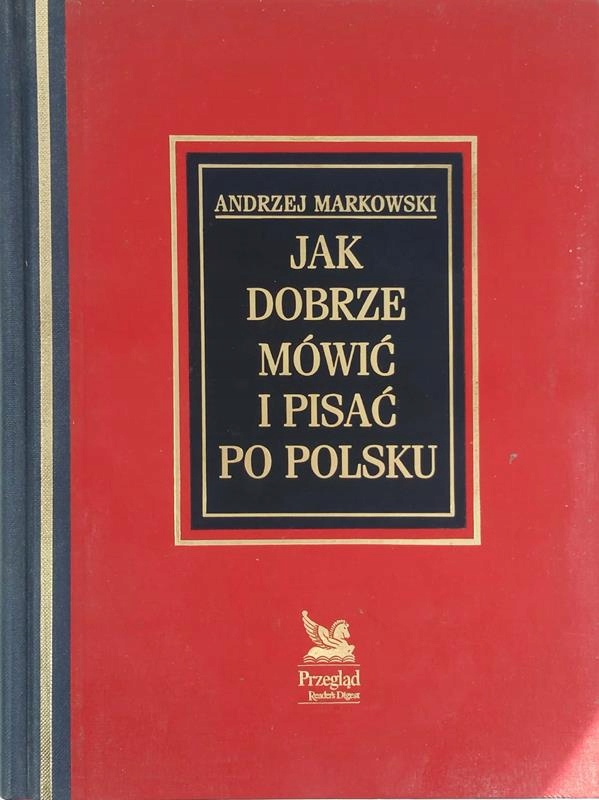 ANDRZEJ MARKOWSKI
JAK
DOBRZE
MÓWIĆ
I PISAĆ
PO POLSKU
Przegląd
Reader's Digest